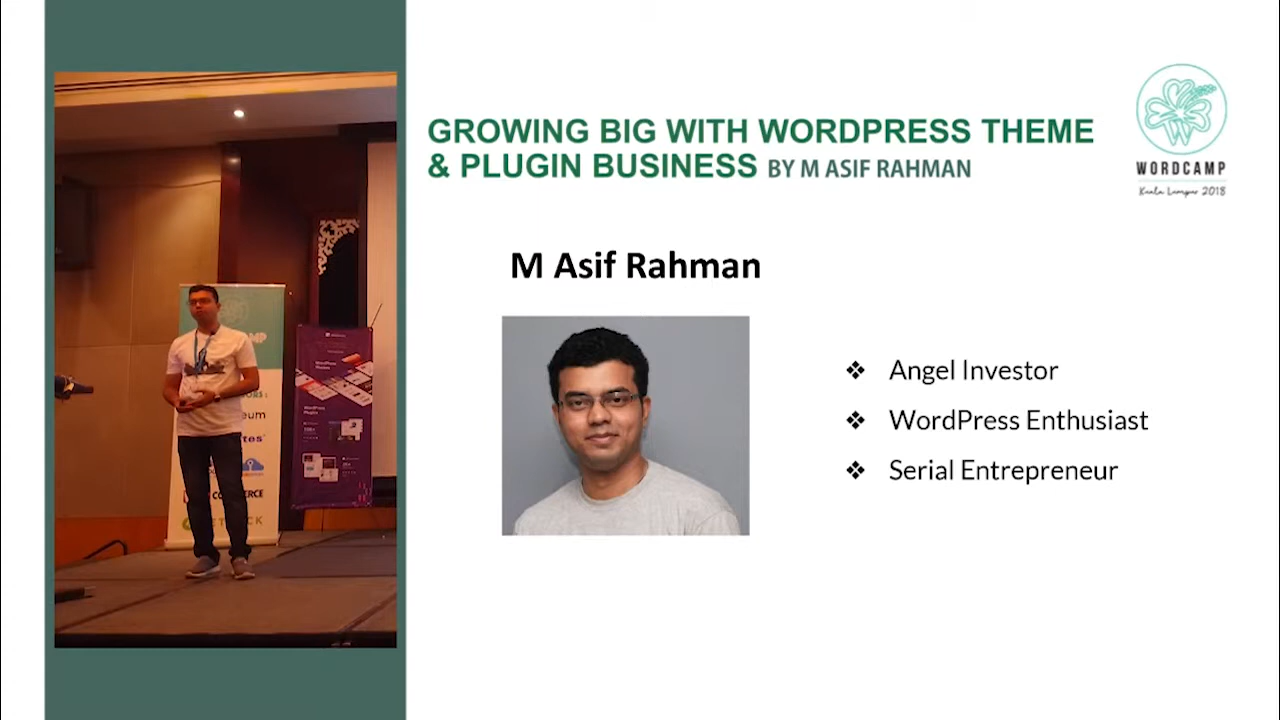 GROWING BIG WITH WORDPRESS THEME
& PLUGIN BUSINESS BY M ASIF RAHMAN
WORDCAMP
Kuala Lumpur 2018
M Asif Rahman
❖ Angel Investor
❖ WordPress Enthusiast
❖ Serial Entrepreneur